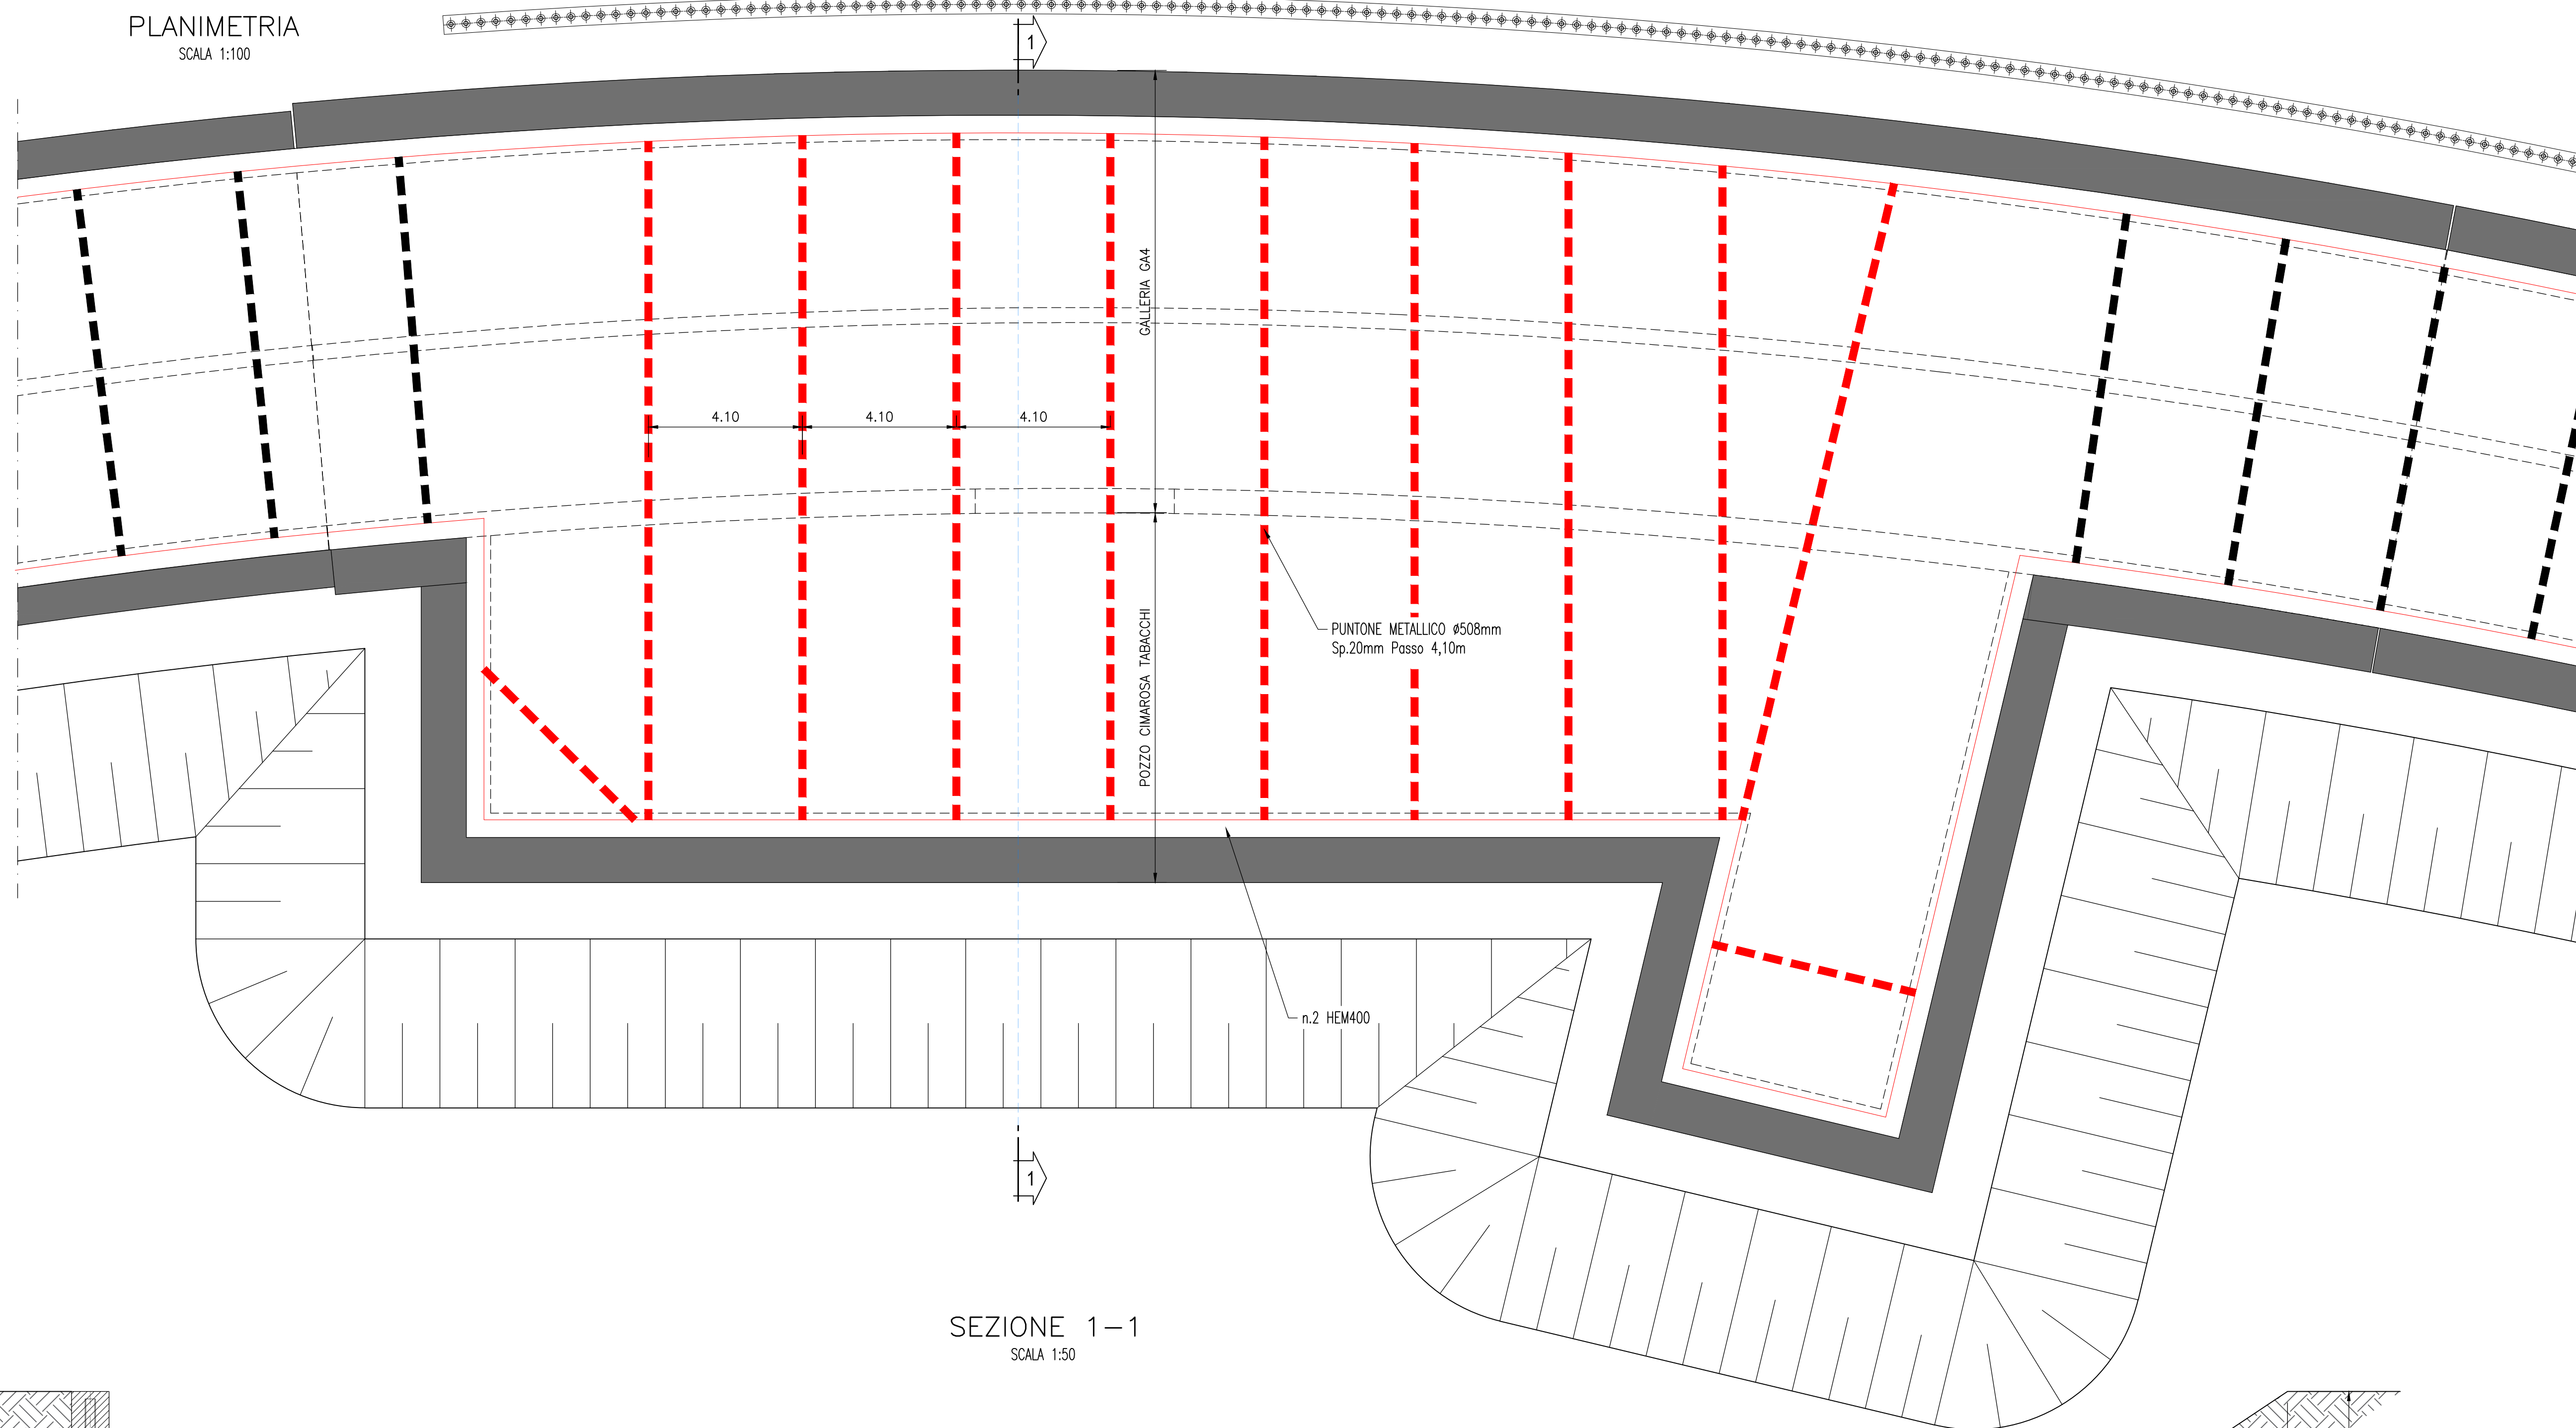 PLANIMETRIA
SCALA 1:100
1
GALLERIA GA4
4.10
4.10
4.10
POZZO CIMAROSA TABACCHI
PUNTONE METALLICO Ø508mm
Sp.20mm Passo 4,10m
n.2 HEM400
1
SEZIONE 1-1
SCALA 1:50